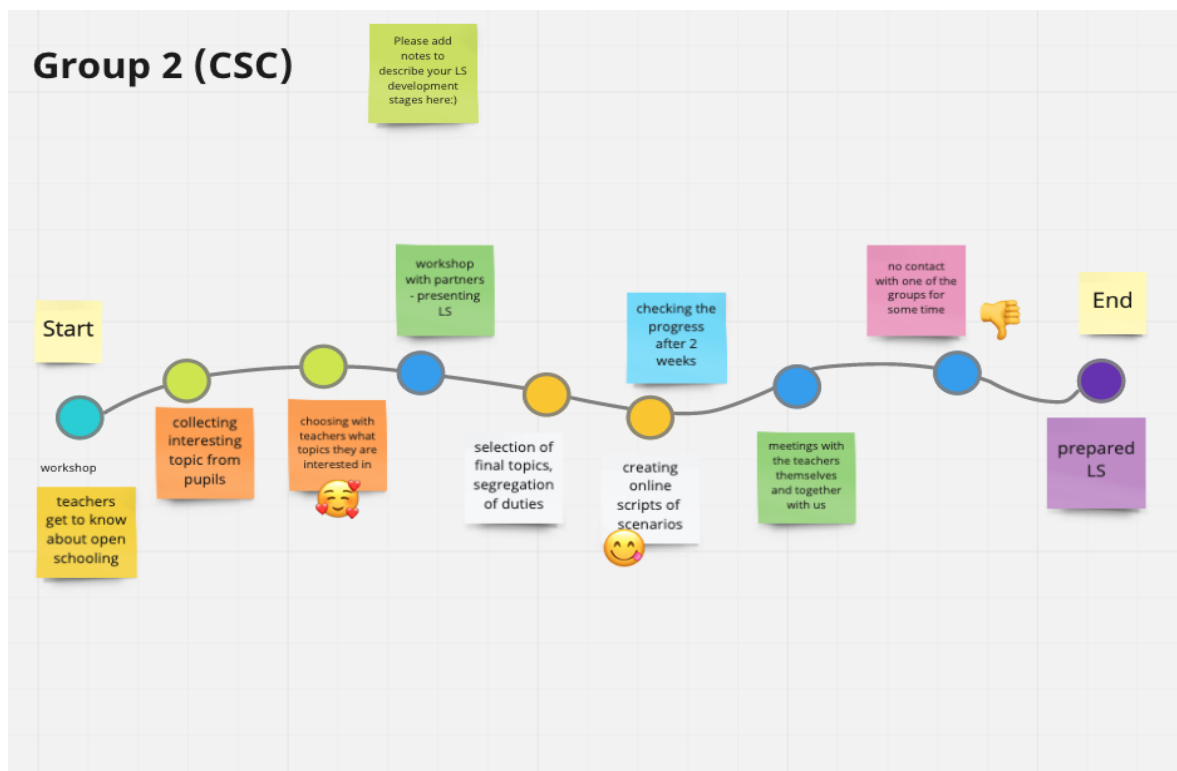 Group 2 (CSC)
Please add
notes to
describe your LS
development
stages here:)
Start
workshop
teachers
get to know
about open
schooling
collecting
interesting
topic from
pupils
choosing with
teachers what
topics they are
interested in
workshop
with partners
- presenting
LS
selection of
final topics,
segregation
of duties
checking the
progress
after 2
weeks
creating
online
scripts of
scenarios
meetings with
the teachers
themselves
and together
with us
no contact
with one of the
groups for
some time
End
prepared
LS